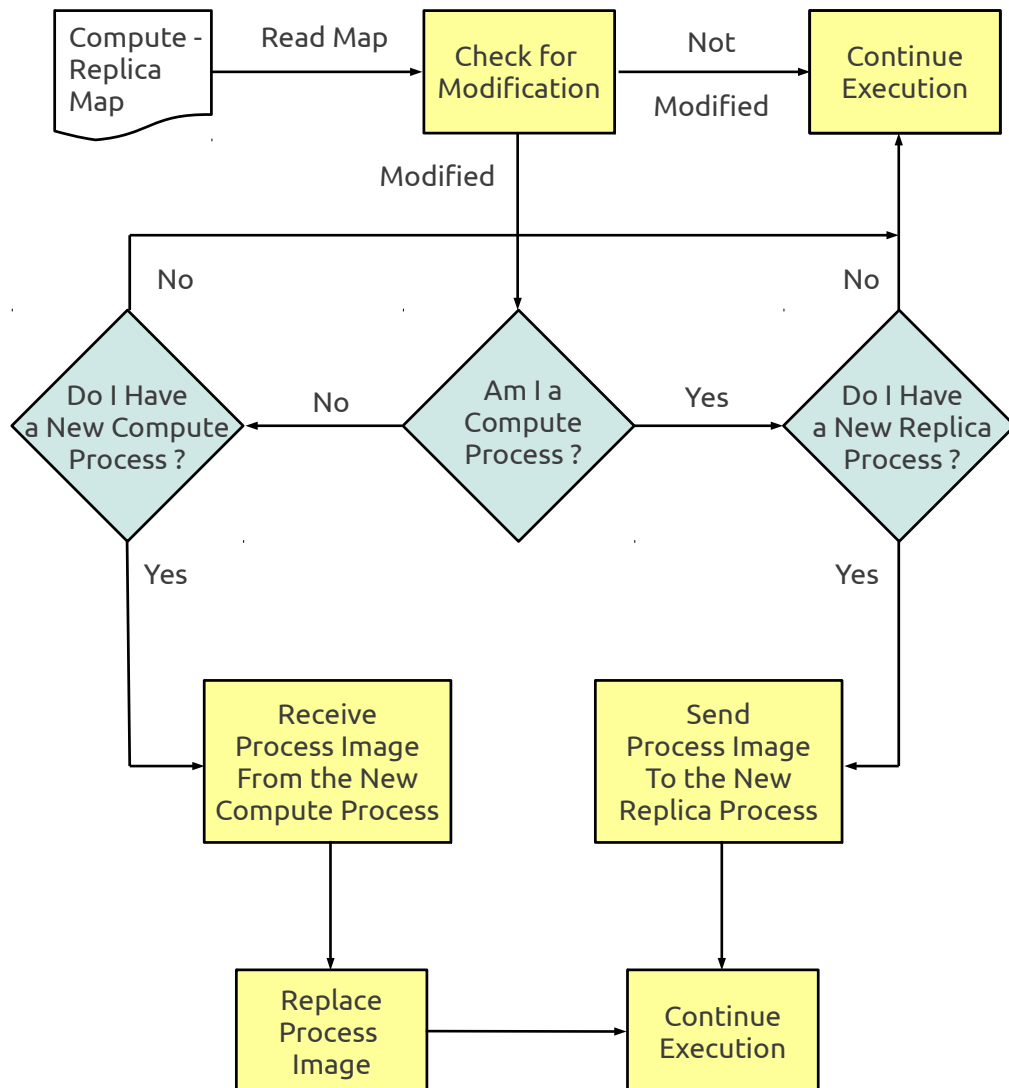 Compute -
Replica
Map
Read Map
Check for
Modification
Not
Modified
Continue
Execution
Modified
No
No
Do I Have
a New Compute
Process ?
No
Am I a
Compute
Process ?
Yes
Do I Have
a New Replica
Process ?
Yes
Yes
Receive
Process Image
From the New
Compute Process
Send
Process Image
To the New
Replica Process
Replace
Process
Image
Continue
Execution